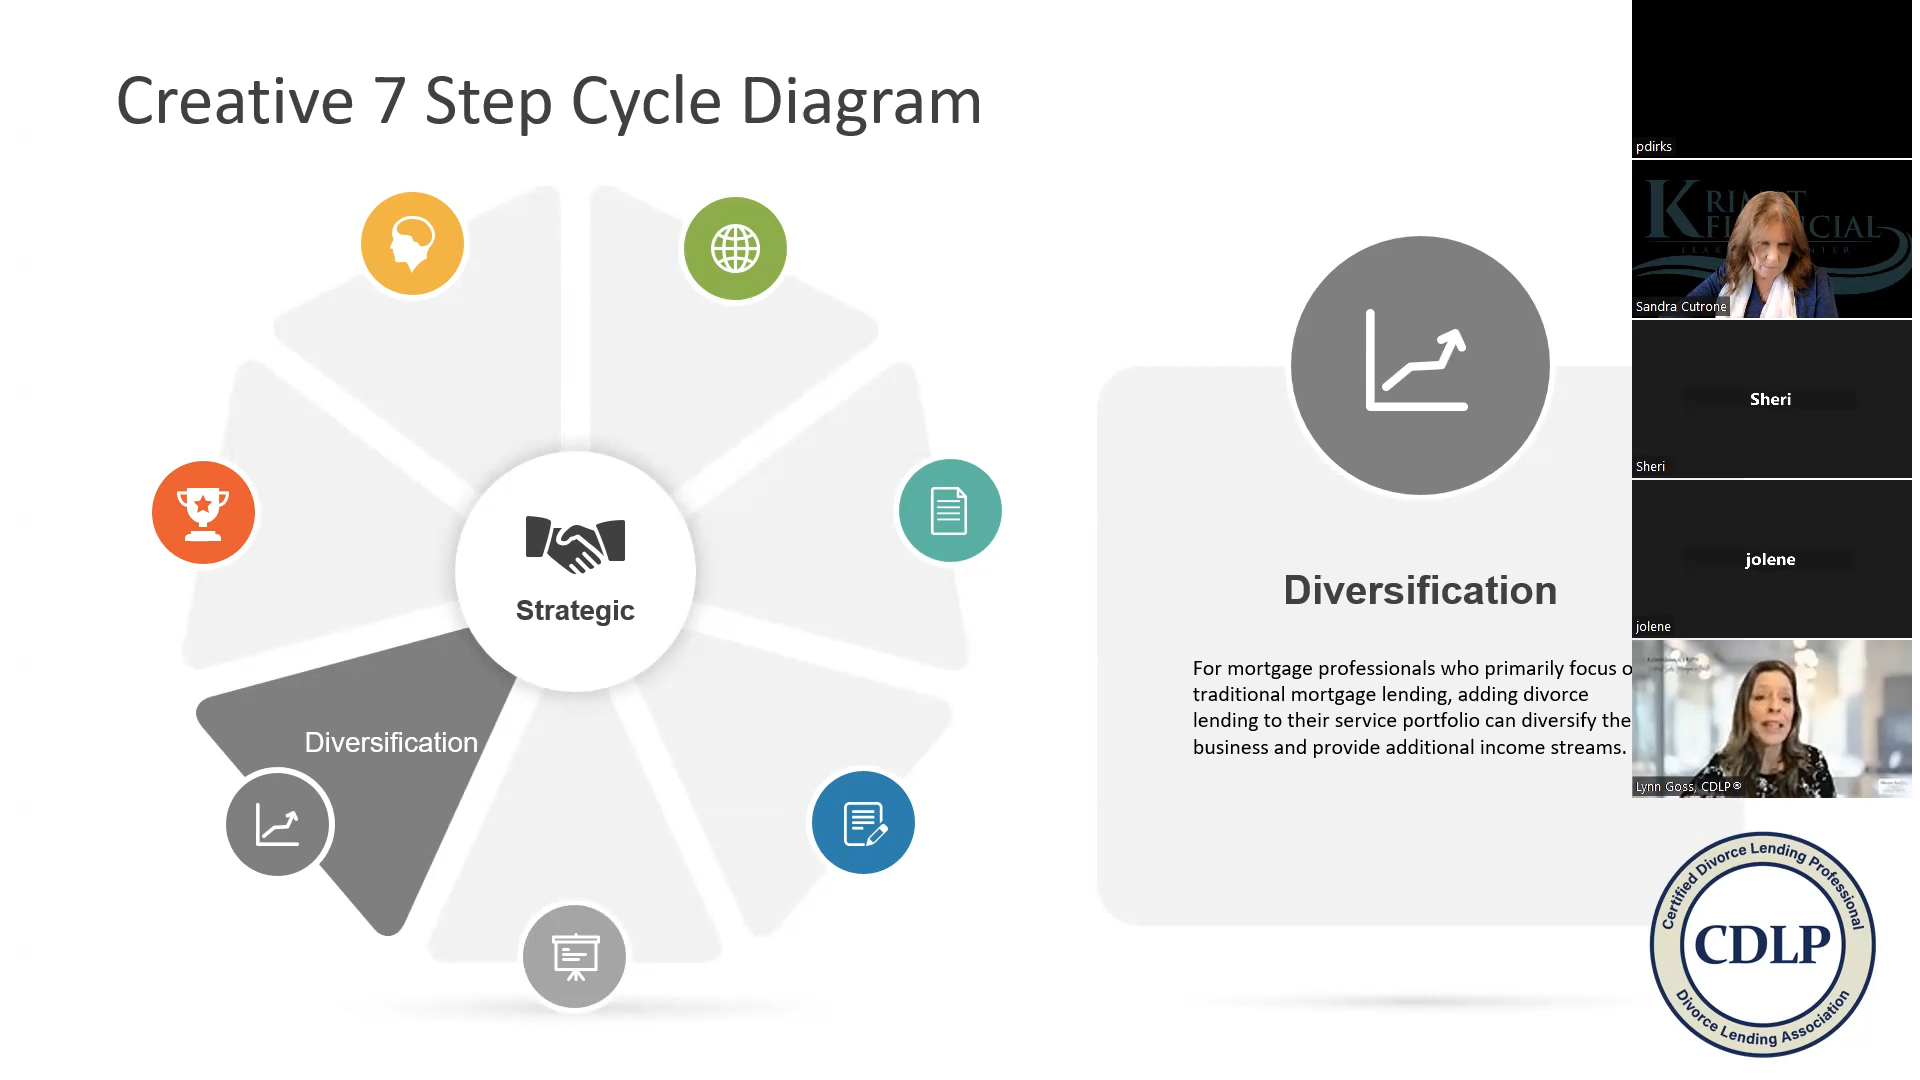 Creative 7 Step Cycle Diagram
Strategic
Diversification
Diversification
For mortgage professionals who primarily focus o
traditional mortgage lending, adding divorce
lending to their service portfolio can diversify the
business and provide additional income streams.
pdirks
Sandra Cutrone
Sheri
Sheri
jolene
jolene
Lynn Goss, CDLP®
Certified Divorce Lending Professional
CDLP
Divorce Lending Association